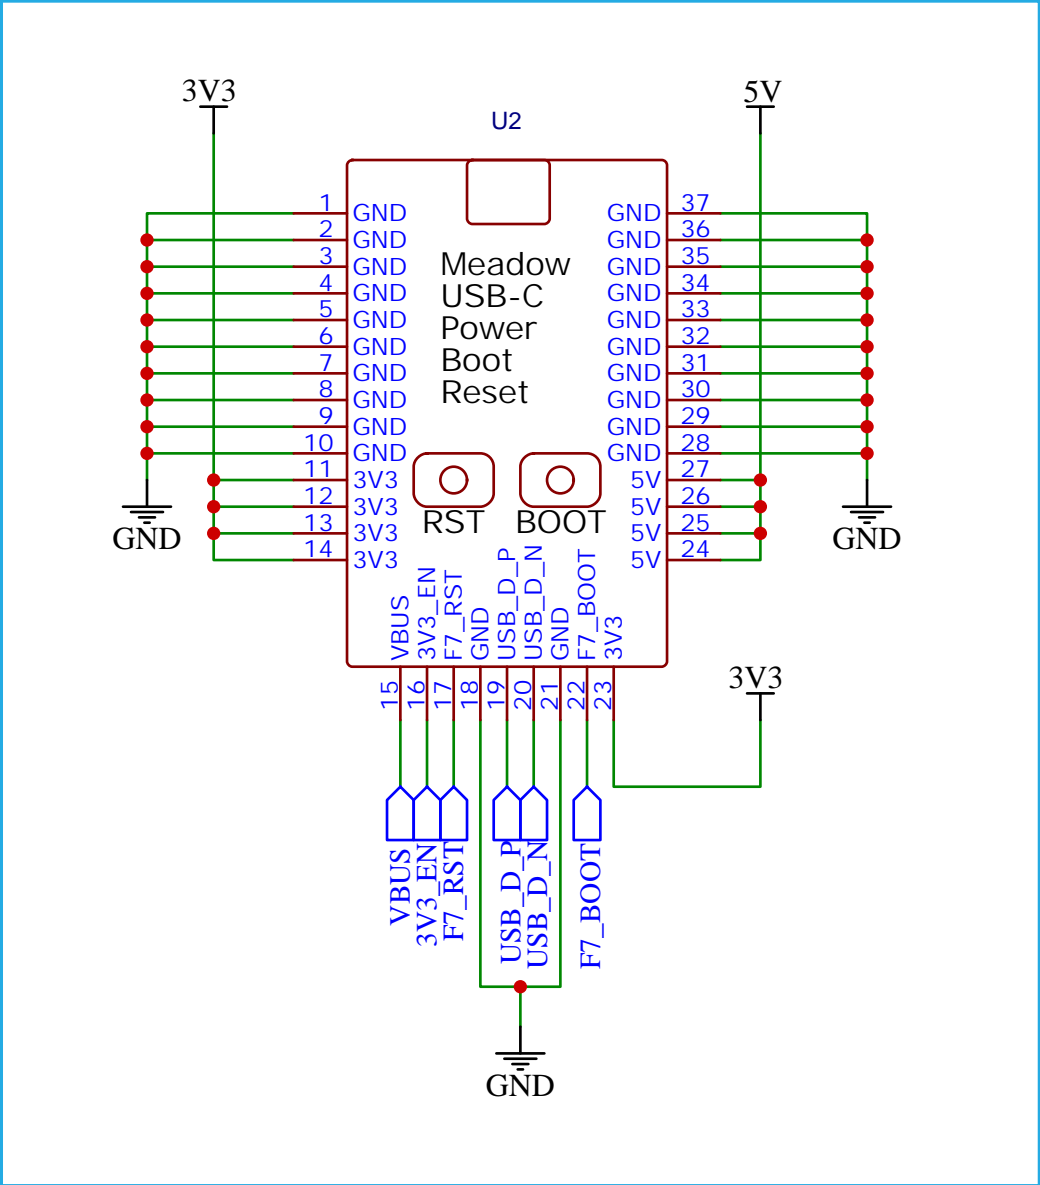 3V3
5V
U2
1 GND GND 37
2 GND GND 36
3 GND GND 35
4 GND GND 34
5 GND GND 33
6 GND GND 32
7 GND GND 31
8 GND GND 30
9 GND GND 29
10 GND GND 28
11 3V3 5V 27
12 3V3 5V 26
13 3V3 5V 25
14 3V3 5V 24
Meadow
USB-C
Power
Boot
Reset
RST
BOOT
GND
GND
VBUS
3V3_EN
F7_RST
GND
USB_D_P
USB_D_N
GND
F7_BOOT
3V3
15
16
17
18
19
20
21
22
23
3V3
VBUS
3V3_EN
F7_RST
USB_D_P
USB_D_N
F7_BOOT
GND